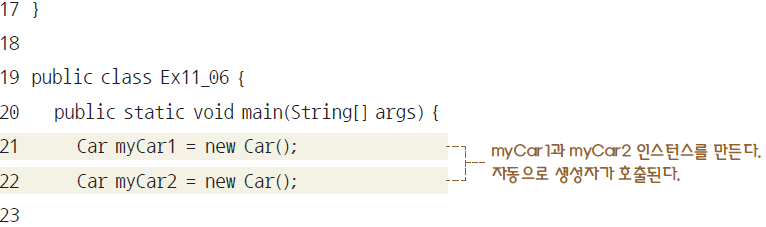 17 }
18
19 public class Ex11_06 {
20 public static void main(String[] args) {
21 Car myCar1 = new Car();
22 Car myCar2 = new Car();
23
myCar1과 myCar2 인스턴스를 만든다.
자동으로 생성자가 호출된다.